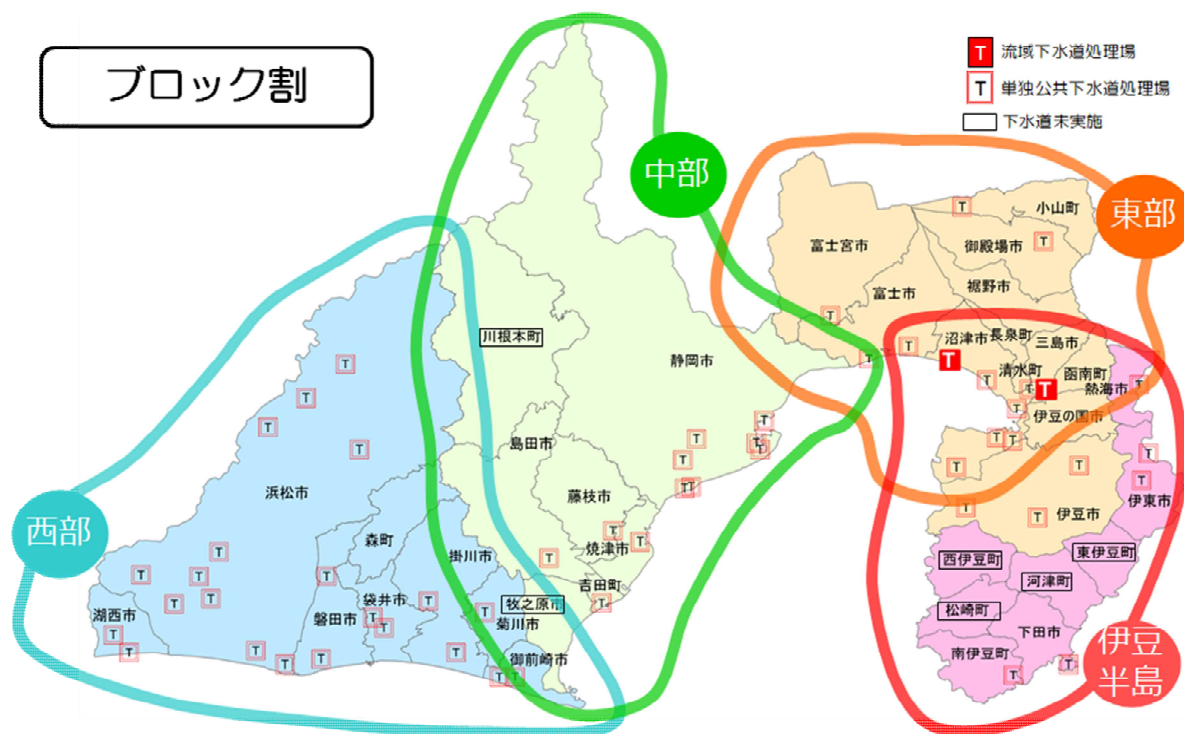 ブロック割
T 流域下水道処理場
T 単独公共下水道処理場
下水道未実施
中部
東部
西部
伊豆
半島
小山町
御殿場市
富士宮市
裾野市
富士市
沼津市
長泉町
三島市
清水町
函南町
熱海市
伊豆の国市
伊豆市
伊東市
西伊豆町
東伊豆町
河津町
松崎町
下田市
南伊豆町
川根本町
静岡市
島田市
藤枝市
焼津市
吉田町
牧之原市
浜松市
森町
掛川市
袋井市
磐田市
菊川市
御前崎市
湖西市